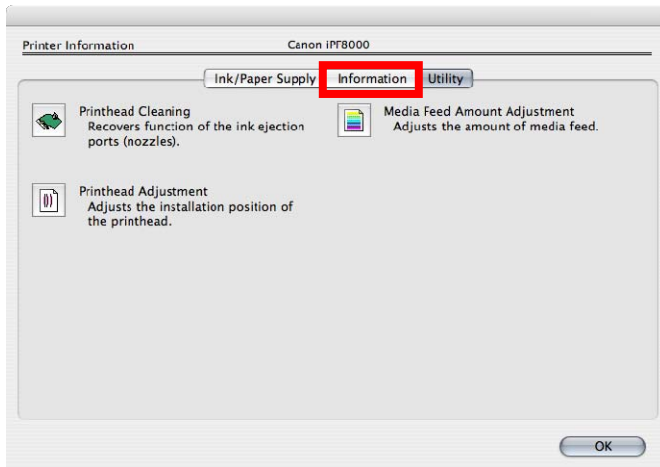 Printer Information Canon iPF8000
Ink/Paper Supply Information Utility
Printhead Cleaning
Recovers function of the ink ejection
ports (nozzles).
Media Feed Amount Adjustment
Adjusts the amount of media feed.
Printhead Adjustment
Adjusts the installation position of
the printhead.
OK